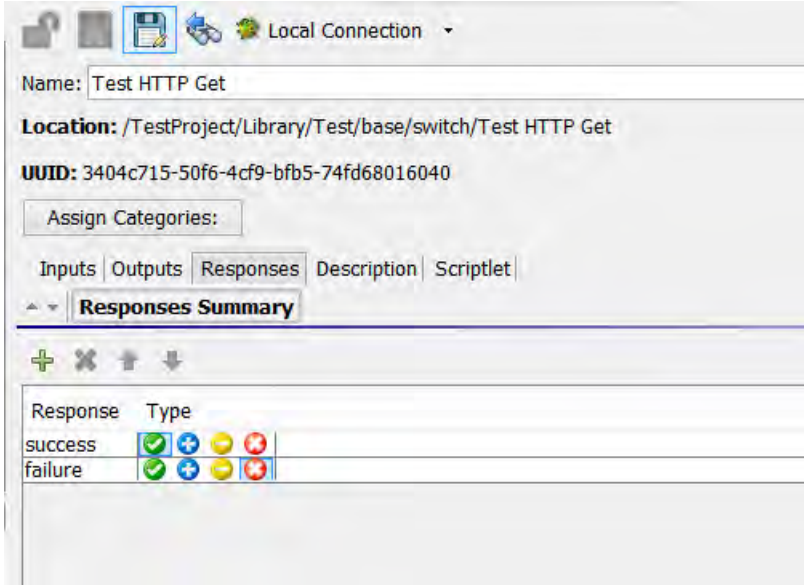 Local Connection
Name: Test HTTP Get
Location: /TestProject/Library/Test/base/switch/Test HTTP Get
UUID: 3404c715-50f6-4cf9-bfb5-74fd68016040
Assign Categories:
Inputs Outputs Responses Description Scriptlet
Responses Summary
Response Type
success
failure